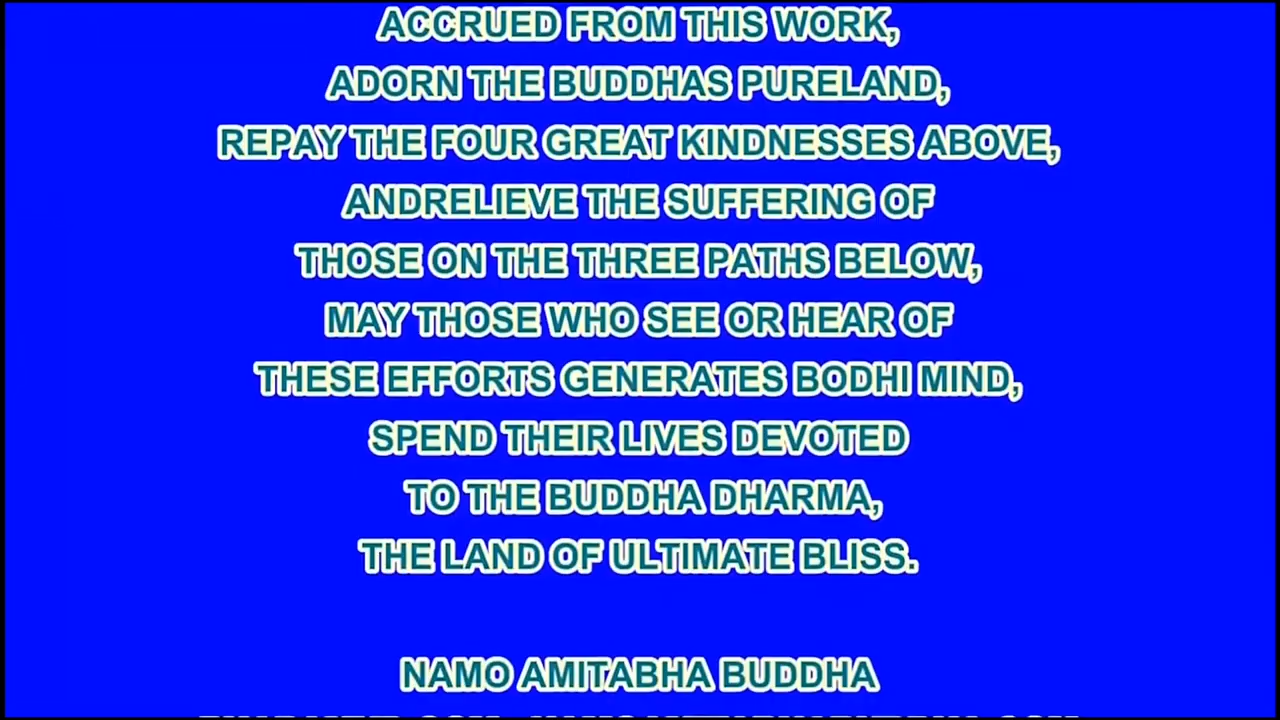 ACCRUED FROM THIS WORK,
ADORN THE BUDDHAS PURELAND,
REPAY THE FOUR GREAT KINDNESSES ABOVE,
ANDRELIEVE THE SUFFERING OF
THOSE ON THE THREE PATHS BELOW,
MAY THOSE WHO SEE OR HEAR OF
THESE EFFORTS GENERATES BODHI MIND,
SPEND THEIR LIVES DEVOTED
TO THE BUDDHA DHARMA,
THE LAND OF ULTIMATE BLISS.
NAMO AMITABHA BUDDHA